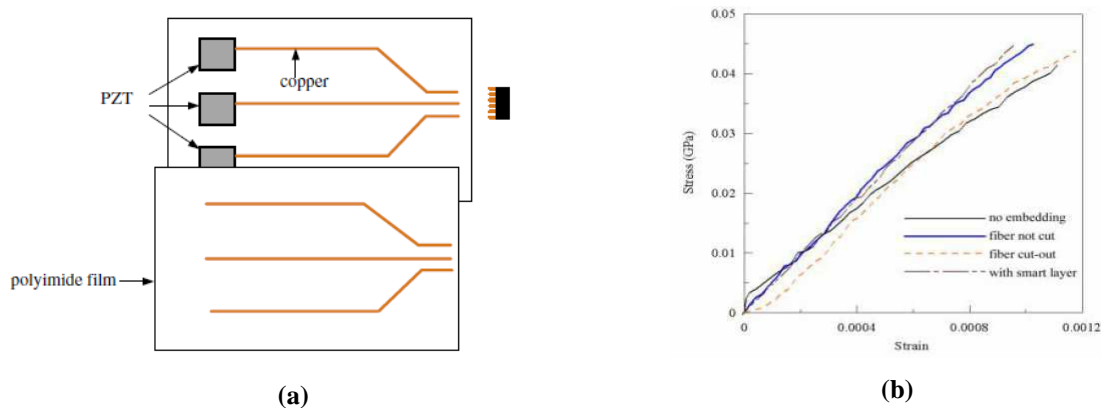 PZT
copper
polyimide film
(a)
0.05
0.04
0.03
0.02
0.01
0
Stress (GPa)
no embedding
fiber not cut
fiber cut-out
with smart layer
0
0.0004
0.0008
0.0012
Strain
(b)